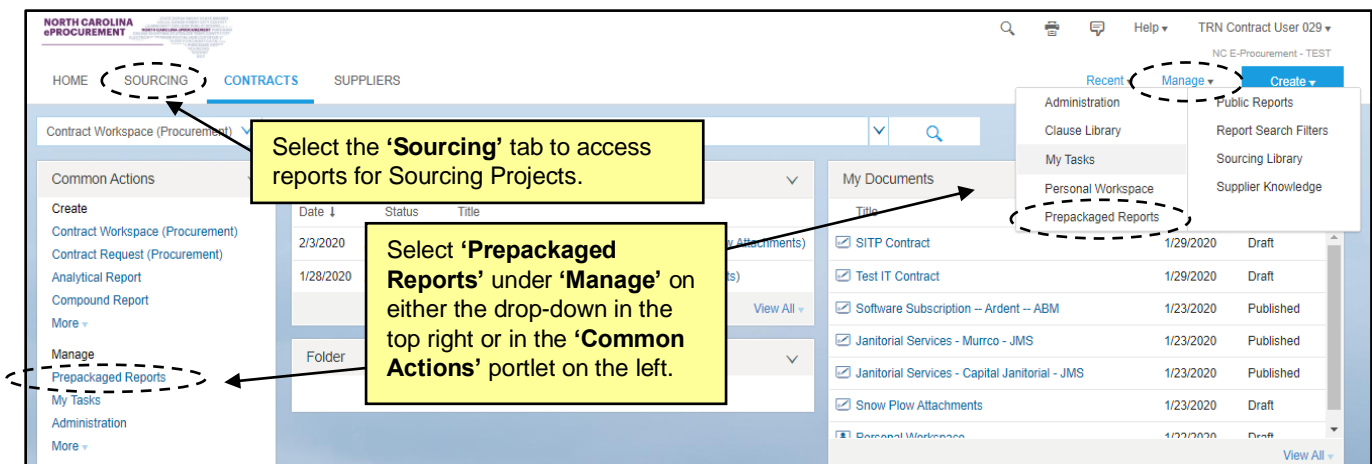 NORTH CAROLINA
ePROCUREMENT
Help ▾ TRN Contract User 029 ▾
NC E-Procurement - TEST
HOME SOURCING CONTRACTS SUPPLIERS
Recent Manage ▾ Create ▾
Administration Public Reports
Clause Library Report Search Filters
My Tasks Sourcing Library
Personal Workspace Supplier Knowledge
Prepackaged Reports
Contract Workspace (Procurement)
Select the ‘Sourcing’ tab to access
reports for Sourcing Projects.
Common Actions
Create
Contract Workspace (Procurement)
Contract Request (Procurement)
Analytical Report
Compound Report
More
Manage
Prepackaged Reports
My Tasks
Administration
More
Date ↓ Status Title
2/3/2020 Attachments)
1/28/2020
View All
Folder
Select ‘Prepackaged
Reports’ under ‘Manage’ on
either the drop-down in the
top right or in the ‘Common
Actions’ portlet on the left.
My Documents
Title
SITP Contract 1/29/2020 Draft
Test IT Contract 1/29/2020 Draft
Software Subscription -- Ardent -- ABM 1/23/2020 Published
Janitorial Services - Murrco - JMS 1/23/2020 Published
Janitorial Services - Capital Janitorial - JMS 1/23/2020 Published
Snow Plow Attachments 1/23/2020 Draft
Personal Workspace 1/22/2020 Draft
View All